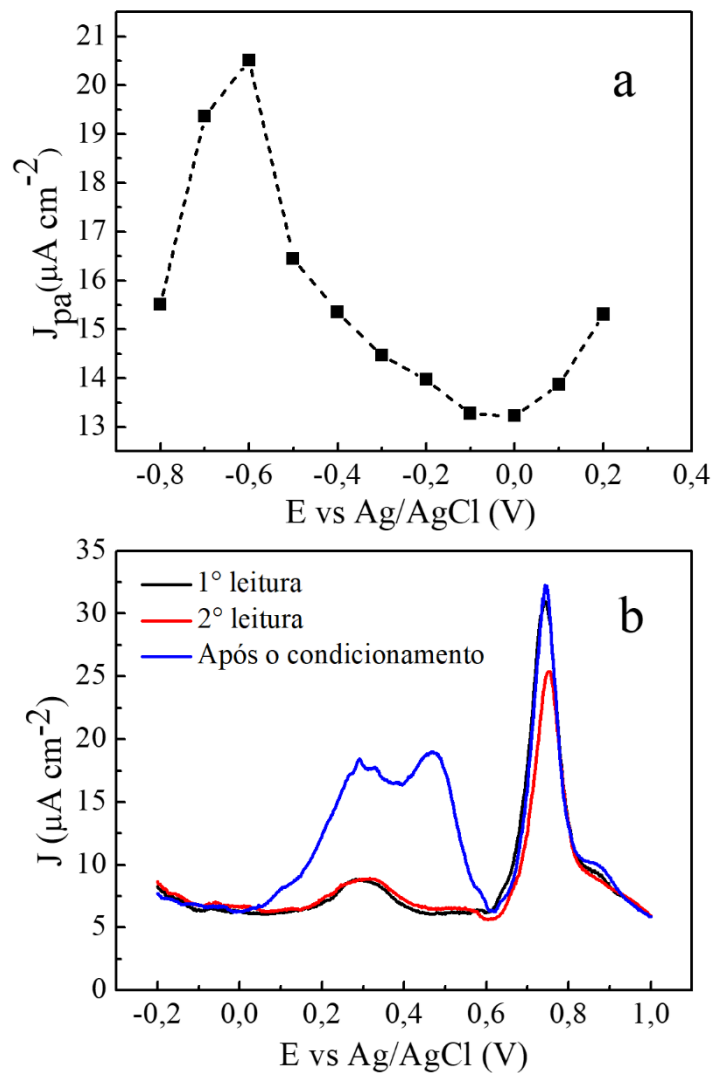 21
20
19
18
17
16
15
14
13
a
J_pa(µA cm⁻²)
-0,8 -0,6 -0,4 -0,2 0,0 0,2 0,4
E vs Ag/AgCl (V)
35
30
25
20
15
10
5
0
1° leitura
2° leitura
Após o condicionamento
b
J (µA cm⁻²)
-0,2 0,0 0,2 0,4 0,6 0,8 1,0
E vs Ag/AgCl (V)